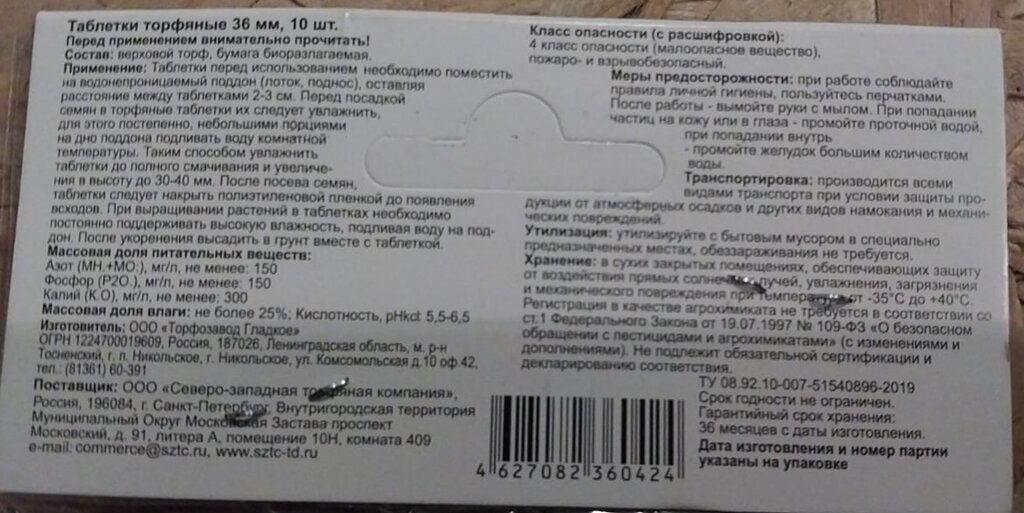 Таблетки торфяные 36 мм, 10 шт.
Перед применением внимательно прочитать!
Состав: верховой торф, бумага биоразлагаемая.
Применение: Таблетки перед использованием необходимо поместить
на водонепроницаемый поддон (лоток, поднос), оставляя
расстояние между таблетками 2-3 см. Перед посадкой
семян в торфяные таблетки их следует увлажнить,
для этого постепенно, небольшими порциями
на дно поддона подливать воду комнатной
температуры. Таким способом увлажнить
таблетки до полного смачивания и увеличе-
ния в высоту до 30-40 мм. После посева семян,
таблетки следует накрыть полиэтиленовой пленкой до появления
всходов. При выращивании растений в таблетках необходимо
постоянно поддерживать высокую влажность, подливая воду на под-
дон. После укоренения высадить в грунт вместе с таблеткой.
Массовая доля питательных веществ:
Азот (МН.+МО.), мг/л, не менее: 150
Фосфор (Р2О.), мг/л, не менее: 150
Калий (К.О), мг/л, не менее: 300
Массовая доля влаги: не более 25%; Кислотность, pHkcl 5,5-6,5
Изготовитель: ООО «Торфозавод Гладкое»
ОГРН 1224700019609, Россия, 187026, Ленинградская область, м. р-н
Тосненский, г. п. Никольское, г. Никольское, ул. Комсомольская д.10 оф.42,
тел.: (81361) 60-391
Поставщик: ООО «Северо-западная торфяная компания»,
Россия, 196084, г. Санкт-Петербург, Внутригородская территория
Муниципальный Округ Московская Застава проспект
Московский, д. 91, литера А, помещение 10Н, комната 409
e-mail: commerce@sztc.ru, www.sztc-td.ru
Класс опасности (с расшифровкой):
4 класс опасности (малоопасное вещество),
пожаро- и взрывобезопасный.
Меры предосторожности: при работе соблюдайте
правила личной гигиены, пользуйтесь перчатками.
После работы - вымойте руки с мылом. При попадании
частиц на кожу или в глаза - промойте проточной водой,
при попадании внутрь
- промойте желудок большим количеством
воды.
Транспортировка: производится всеми
видами транспорта при условии защиты про-
дукции от атмосферных осадков и других видов намокания и механи-
ческих повреждений.
Утилизация: утилизируйте с бытовым мусором в специально
предназначенных местах, обеззараживания не требуется.
Хранение: в сухих закрытых помещениях, обеспечивающих защиту
от воздействия прямых солнечных лучей, увлажнения, загрязнения
и механического повреждения при температуре от -35°C до +40°C.
Регистрация в качестве агрохимиката не требуется в соответствии со
ст.1 Федерального Закона от 19.07.1997 № 109-ФЗ «О безопасном
обращении с пестицидами и агрохимикатами» (с изменениями и
дополнениями). Не подлежит обязательной сертификации и
декларированию соответствия.
ТУ 08.92.10-007-51540896-2019
Срок годности не ограничен.
Гарантийный срок хранения:
36 месяцев с даты изготовления.
Дата изготовления и номер партии
указаны на упаковке
4 627082 360424